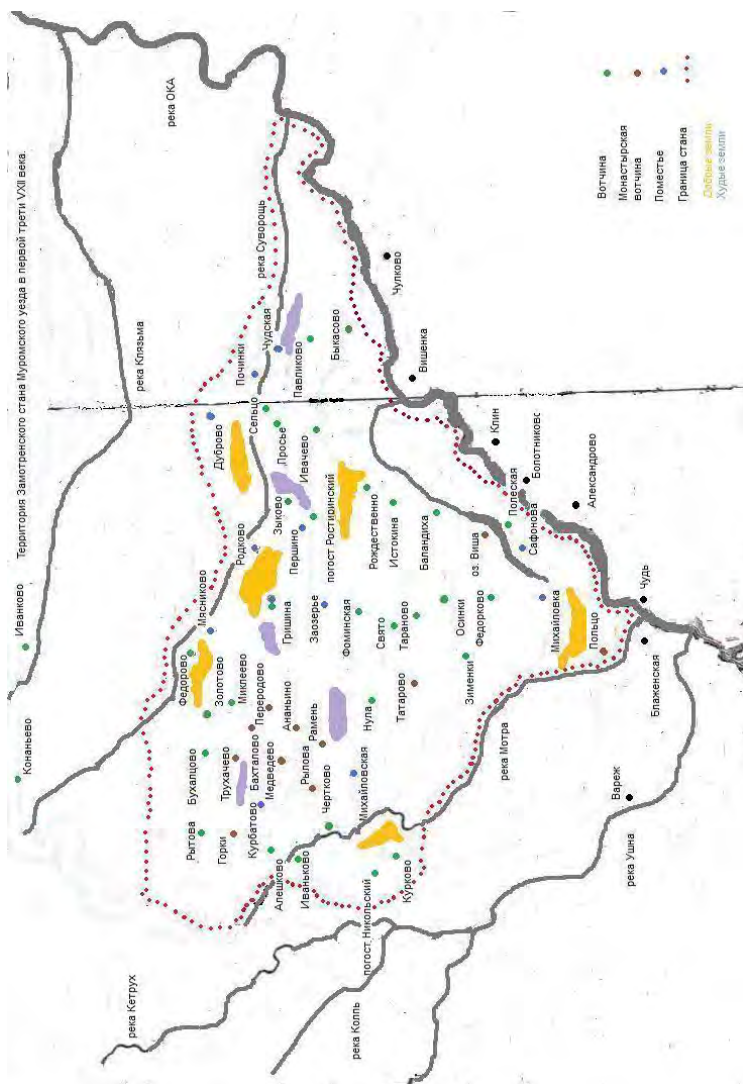 Территория Замотренского стана Муромского уезда в первой трети VXII века.
Иванково
Конаньево
река ОКА
река Клязьма
река Суворощь
Починки
Чудская
Дуброво
Сельцо
Павликово
Быкасово
Чулково
Вишенка
Просье
Ивачево
Зыково
Родково
Першино
погост Ростиринский
Рождествено
Истокина
Баландиха
оз. Виша
Клин
Болотниково
Полеская
Сафонова
Александрово
Мясниково
Гришина
Заозерье
Фоминская
Свято
Тараново
Осинки
Федорково
Михайловка
Польцо
Чудь
Блаженская
Федорово
Золотово
Миклеево
Переродово
Ананьино
Рамень
Нула
Татарово
Зименки
Бухалцово
Трухачево
Бахталово
Медведево
Рылова
Чертково
Михайловская
река Мотра
Рытова
Горки
Курбатово
Алешково
Иваньково
погост Никольский
Курково
Вареж
река Ушна
река Кетрух
река Колпь
Вотчина
Монастырская
вотчина
Поместье
Граница стана
Добрые земли
Худые земли